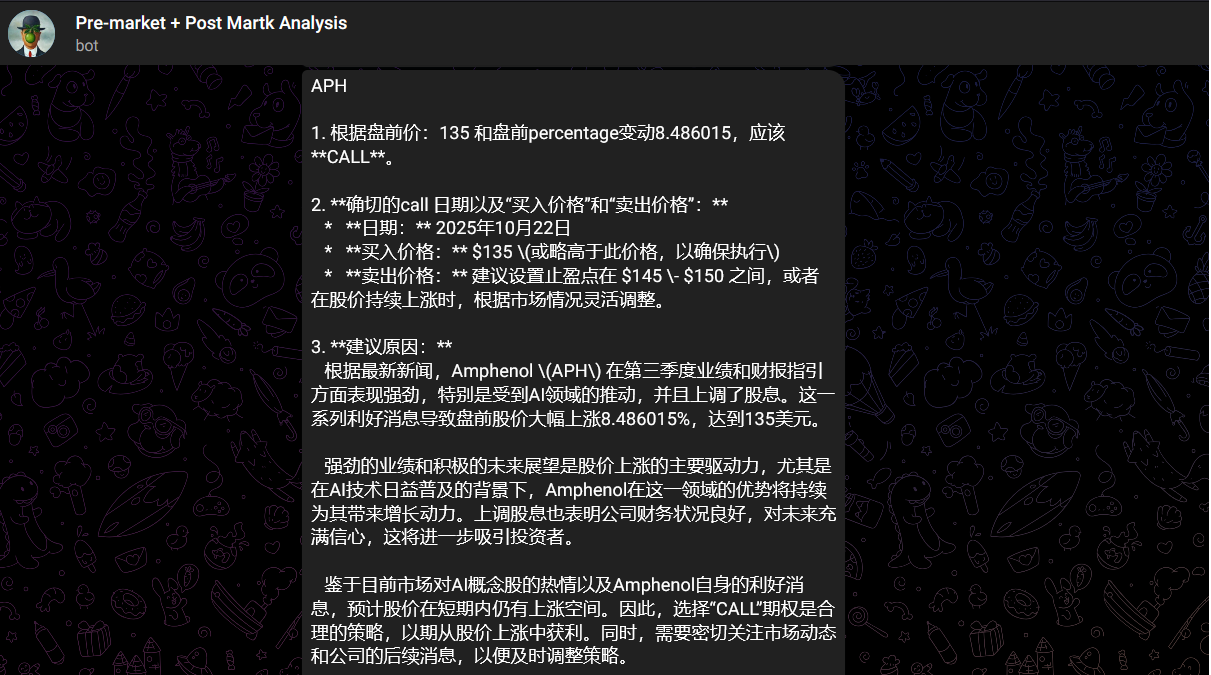 Pre-market + Post Martk Analysis
bot
APH
1. 根据盘前价：135 和盘前percentage变动8.486015，应该
**CALL**。
2. **确切的call 日期以及“买入价格”和“卖出价格”：**
* **日期：** 2025年10月22日
* **买入价格：** $135 \(或略高于此价格，以确保执行\)
* **卖出价格：** 建议设置止盈点在 $145 \- $150 之间，或者
在股价持续上涨时，根据市场情况灵活调整。
3. **建议原因：**
根据最新新闻，Amphenol \(APH\) 在第三季度业绩和财报指引
方面表现强劲，特别是受到AI领域的推动，并且上调了股息。这一
系列利好消息导致盘前股价大幅上涨8.486015%，达到135美元。
强劲的业绩和积极的未来展望是股价上涨的主要驱动力，尤其是
在AI技术日益普及的背景下，Amphenol在这一领域的优势将持续
为其带来增长动力。上调股息也表明公司财务状况良好，对未来充
满信心，这将进一步吸引投资者。
鉴于目前市场对AI概念股的热情以及Amphenol自身的利好消
息，预计股价在短期内仍有上涨空间。因此，选择“CALL”期权是合
理的策略，以期从股价上涨中获利。同时，需要密切关注市场动态
和公司的后续消息，以便及时调整策略。